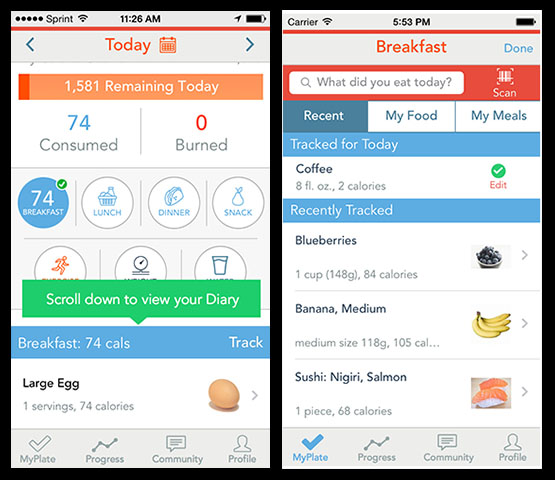 Sprint 11:26 AM
Today
1,581 Remaining Today
74 0
Consumed Burned
74
BREAKFAST LUNCH DINNER SNACK
Scroll down to view your Diary
Breakfast: 74 cals Track
Large Egg
1 servings, 74 calories
MyPlate Progress Community Profile
Carrier 5:53 PM
Breakfast Done
What did you eat today? Scan
Recent My Food My Meals
Tracked for Today
Coffee
8 fl. oz., 2 calories Edit
Recently Tracked
Blueberries
1 cup (148g), 84 calories
Banana, Medium
medium size 118g, 105 cal...
Sushi: Nigiri, Salmon
1 piece, 68 calories
MyPlate Progress Community Profile